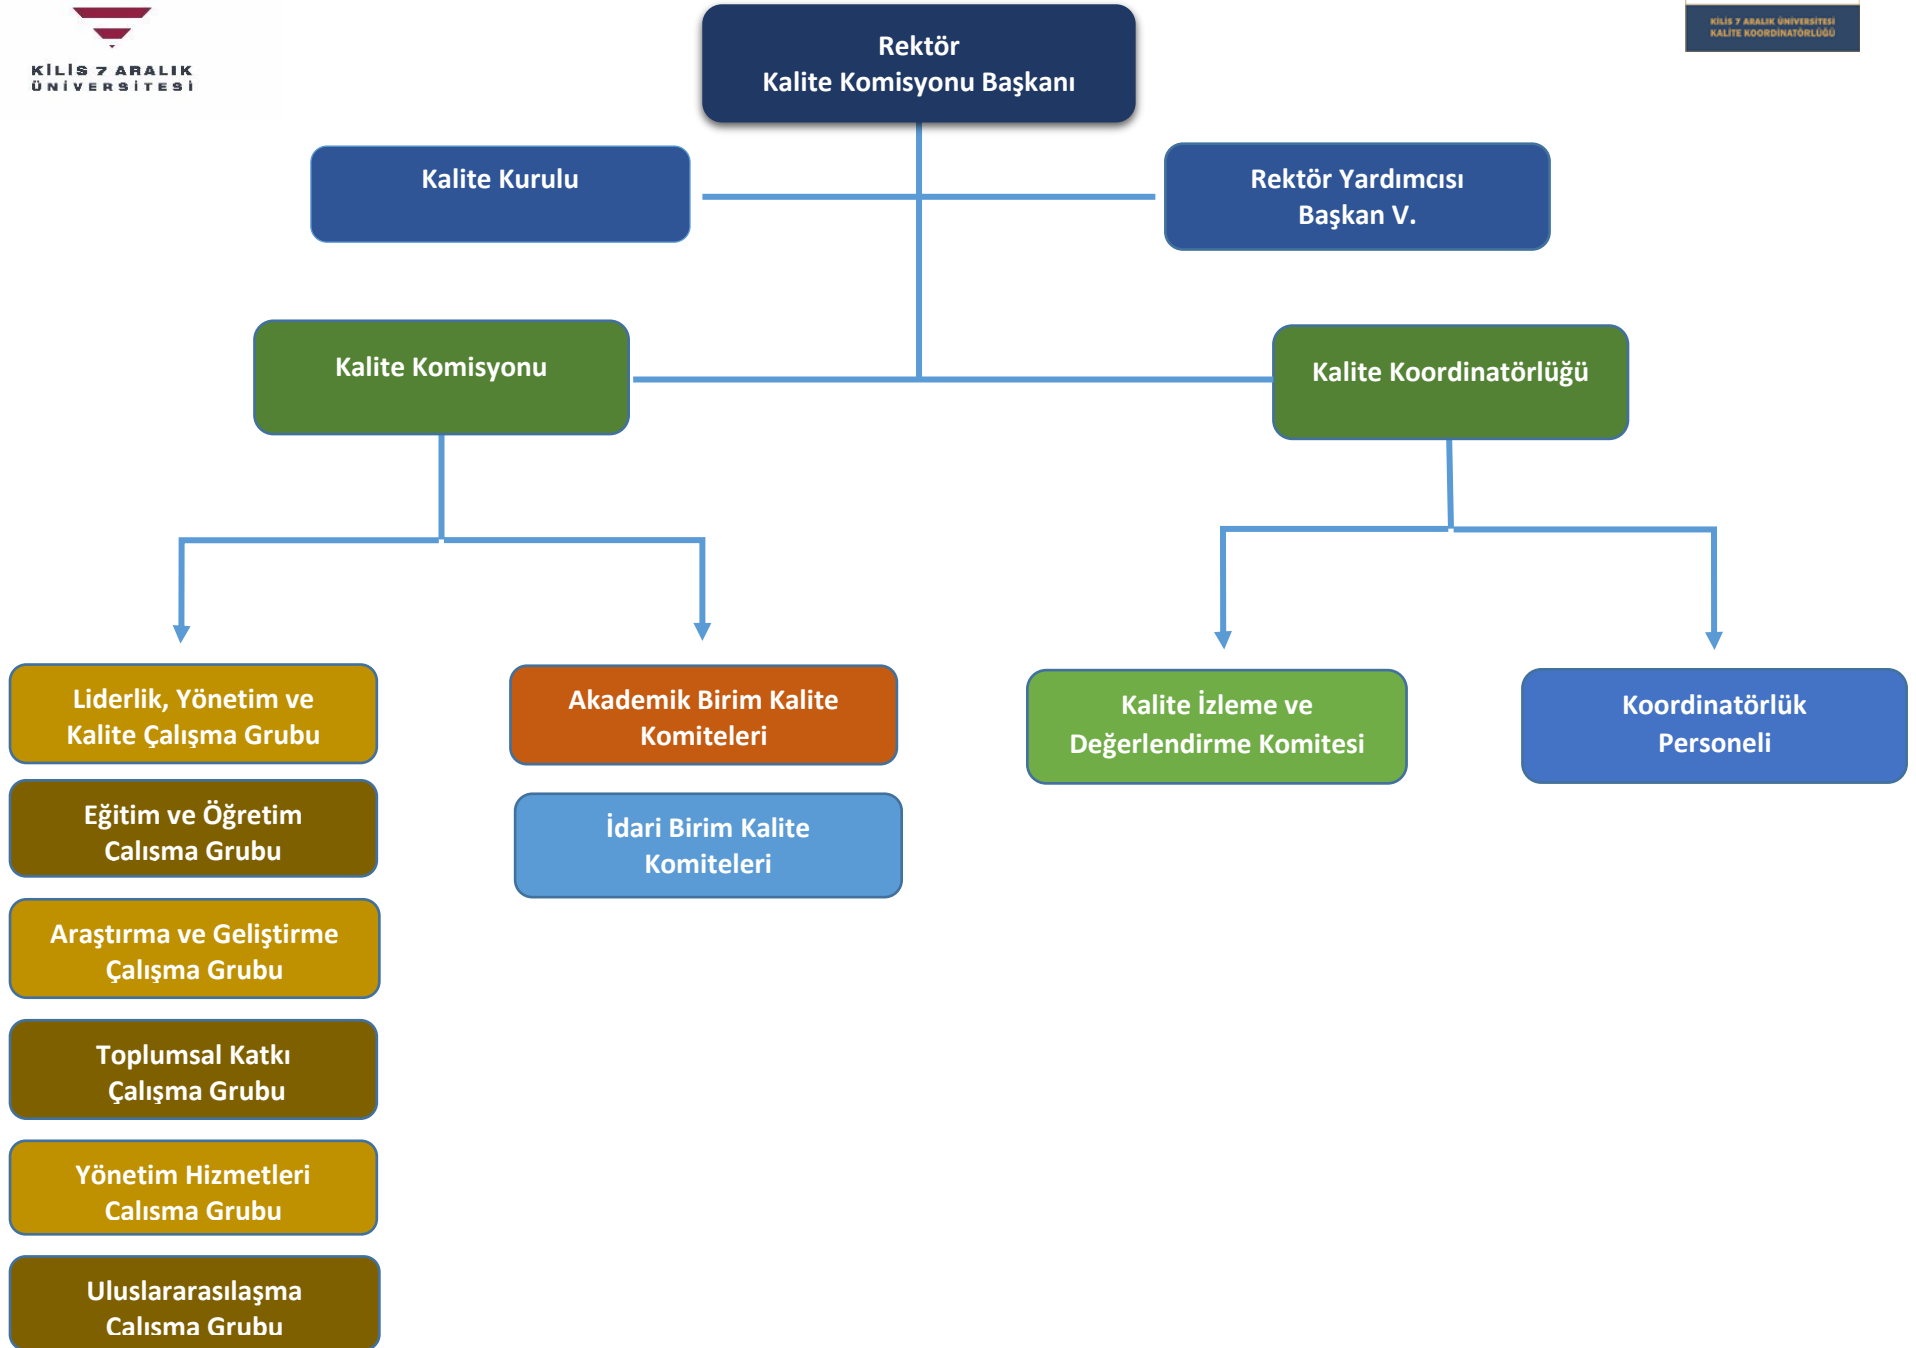 KİLİS 7 ARALIK
ÜNİVERSİTESİ
KİLİS 7 ARALIK ÜNİVERSİTESİ
KALİTE KOORDİNATÖRLÜĞÜ
Rektör
Kalite Komisyonu Başkanı
Kalite Kurulu
Rektör Yardımcısı
Başkan V.
Kalite Komisyonu
Kalite Koordinatörlüğü
Liderlik, Yönetim ve
Kalite Çalışma Grubu
Eğitim ve Öğretim
Çalışma Grubu
Araştırma ve Geliştirme
Çalışma Grubu
Toplumsal Katkı
Çalışma Grubu
Yönetim Hizmetleri
Çalışma Grubu
Uluslararasılaşma
Çalışma Grubu
Akademik Birim Kalite
Komiteleri
İdari Birim Kalite
Komiteleri
Kalite İzleme ve
Değerlendirme Komitesi
Koordinatörlük
Personeli